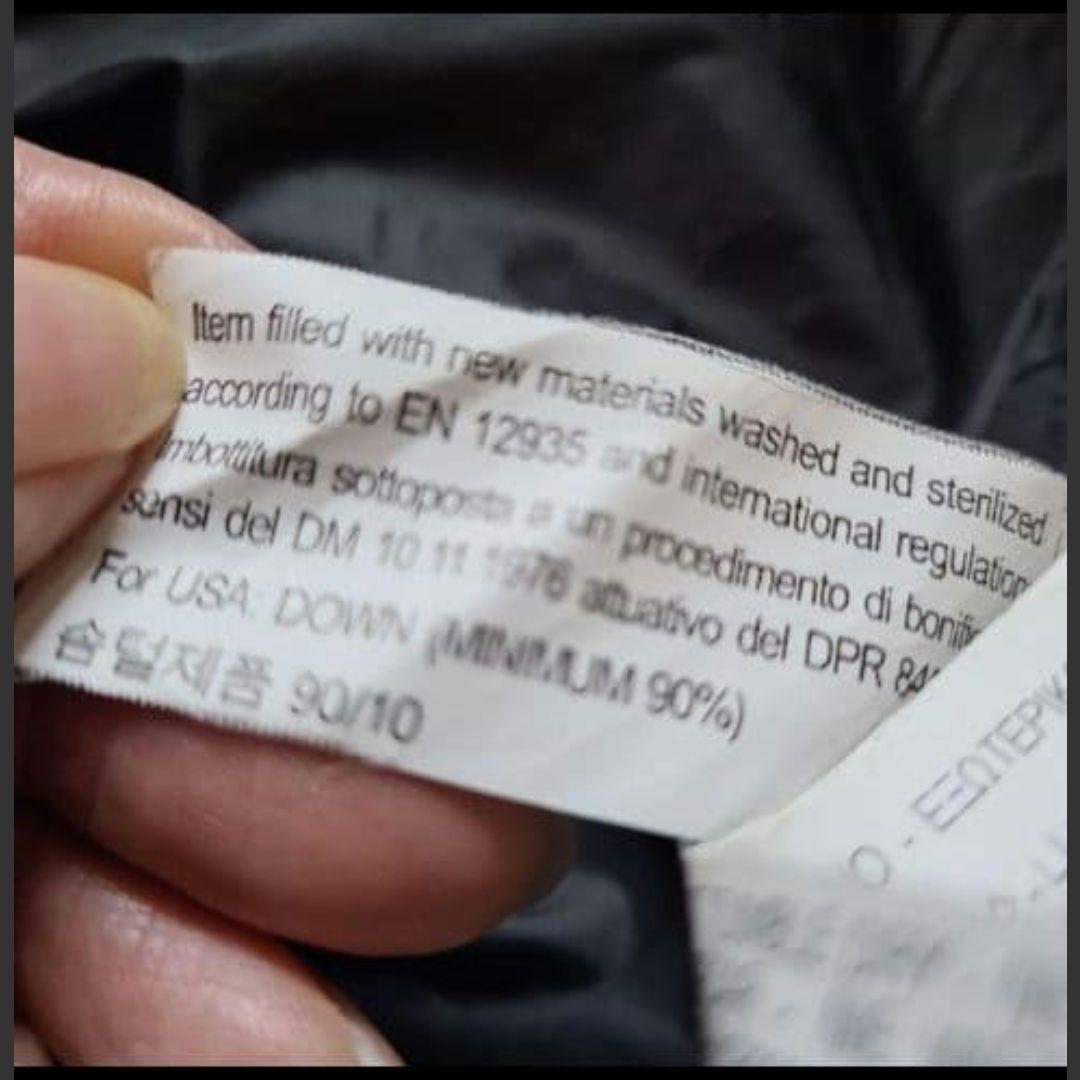 Item filled with new materials washed and sterilized
according to EN 12935 and international regulation
imbottitura sottoposta a un procedimento di bonifi
sensi del DM 10 11 1976 attuativo del DPR 84
For USA: DOWN (MINIMUM 90%)
솜털제품 90/10
O - ΕΞΩΤΕΡΙΚ